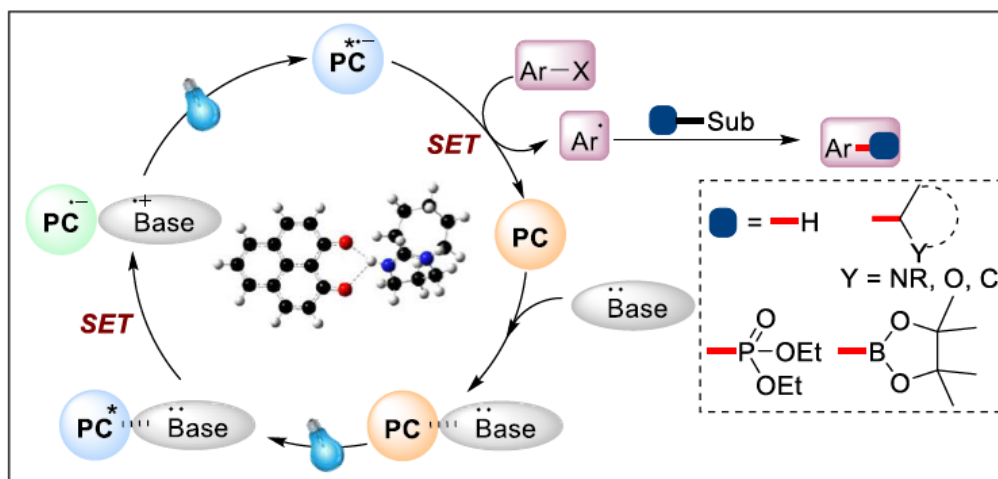 PC*•−
Ar–X
SET
Ar•
Sub
Ar
PC•−
•+
Base
PC
= H
Y
Y = NR, O, C
••
Base
SET
O
P
OEt
OEt
B
O
O
PC*
••
Base
PC
••
Base